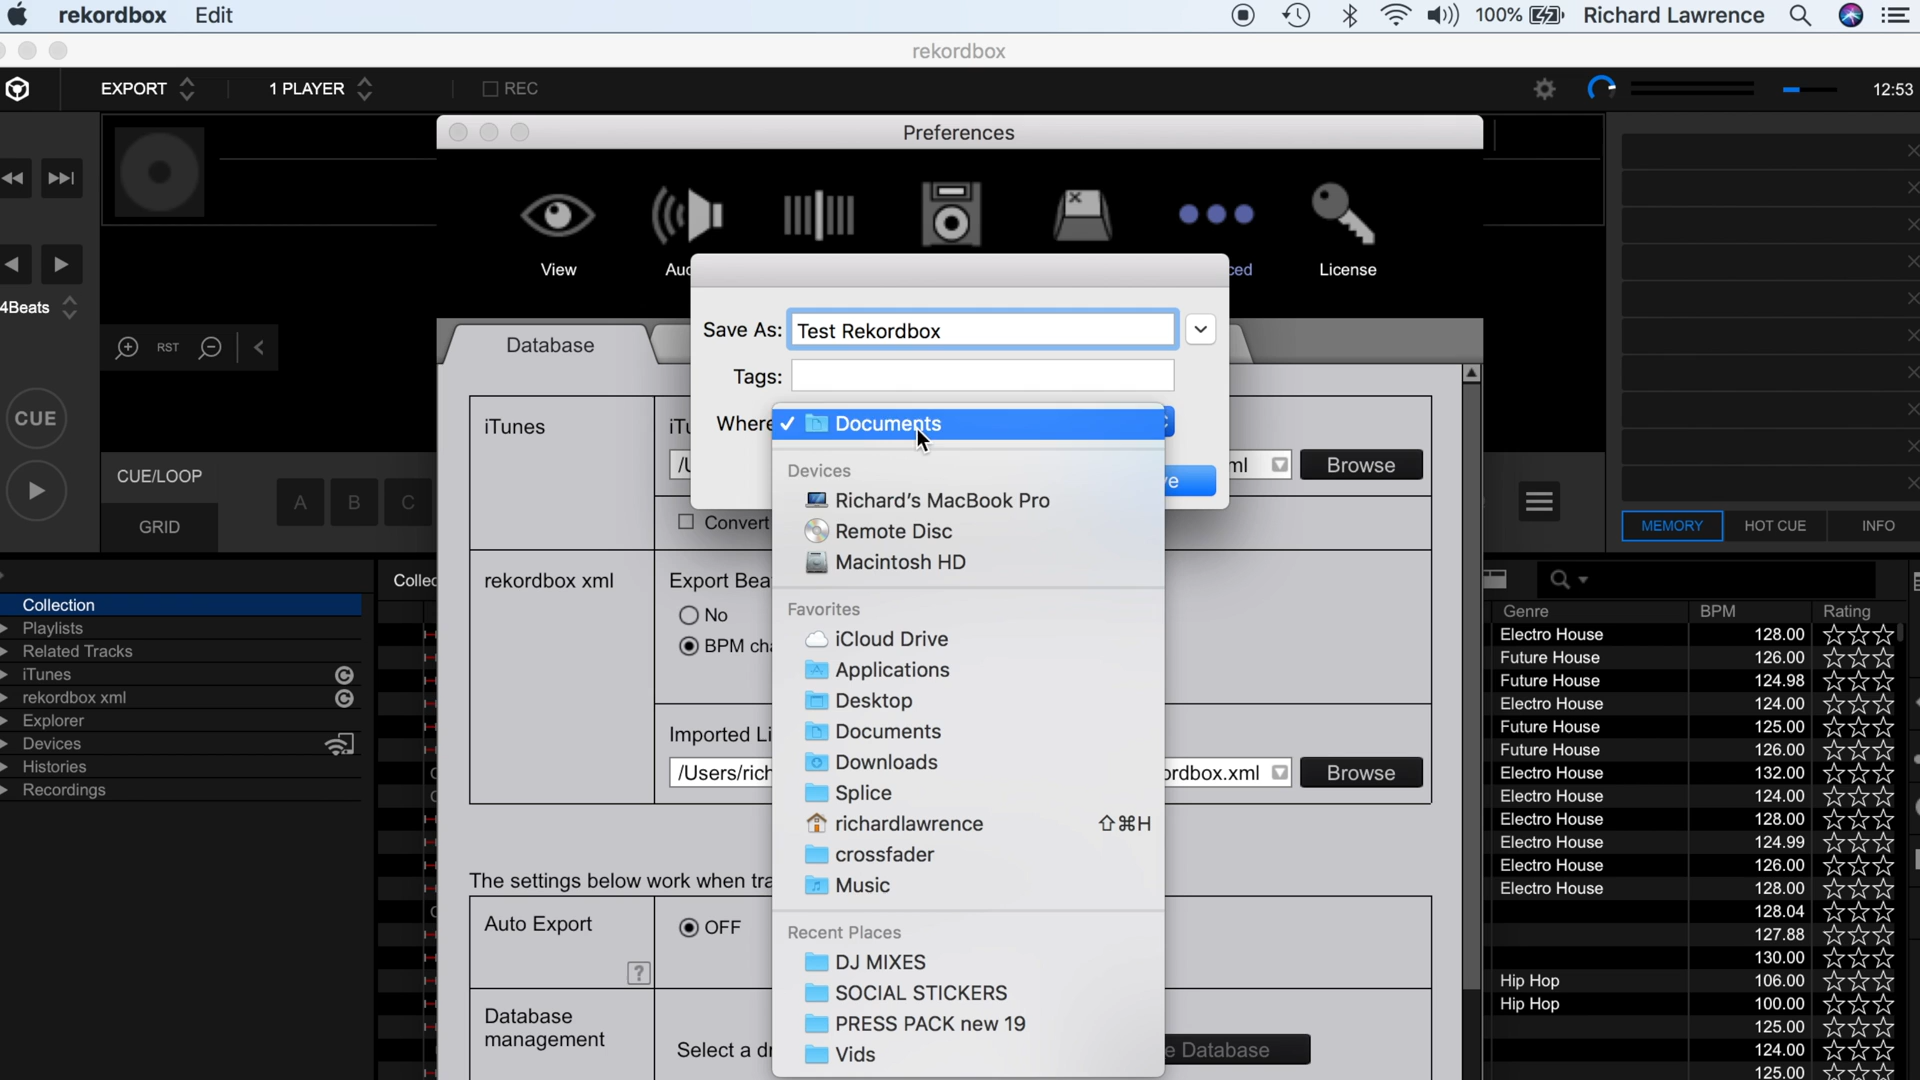 rekordbox Edit 100% Richard Lawrence
rekordbox
EXPORT 1 PLAYER REC 12:53
Preferences
View License
4Beats
RST
Save As: Test Rekordbox
Tags:
Where Documents
Database
CUE
CUE/LOOP
GRID
A B C
iTunes
Browse
Convert
Devices
Richard's MacBook Pro
Remote Disc
Macintosh HD
Favorites
iCloud Drive
Applications
Desktop
Documents
Downloads
Splice
richardlawrence ⇧⌘H
crossfader
Music
Recent Places
DJ MIXES
SOCIAL STICKERS
PRESS PACK new 19
Vids
rekordbox xml
Export
No
BPM
Imported
/Users/
rdbox.xml
Browse
The settings below work when
Auto Export
OFF
?
Database
management
Select a
Database
MEMORY HOT CUE INFO
Collection
Playlists
Related Tracks
iTunes
rekordbox xml
Explorer
Devices
Histories
Recordings
Genre BPM Rating
Electro House 128.00
Future House 126.00
Future House 124.98
Electro House 124.00
Future House 125.00
Future House 126.00
Electro House 132.00
Electro House 124.00
Electro House 128.00
Electro House 124.99
Electro House 126.00
Electro House 128.00
128.04
127.88
130.00
Hip Hop 106.00
Hip Hop 100.00
125.00
124.00
125.00